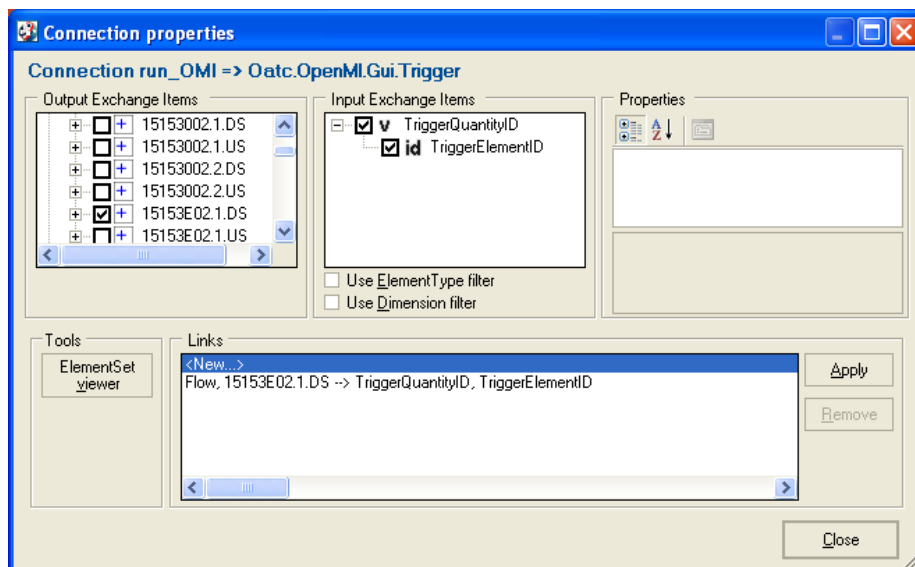 Connection properties
Connection run_OMI => Oatc.OpenMI.Gui.Trigger
Output Exchange Items
15153002.1.DS
15153002.1.US
15153002.2.DS
15153002.2.US
15153E02.1.DS
15153E02.1.US
Input Exchange Items
v TriggerQuantityID
id TriggerElementID
Use ElementType filter
Use Dimension filter
Properties
A
Z
Tools
ElementSet
viewer
Links
<New...>
Flow, 15153E02.1.DS --> TriggerQuantityID, TriggerElementID
Apply
Remove
Close